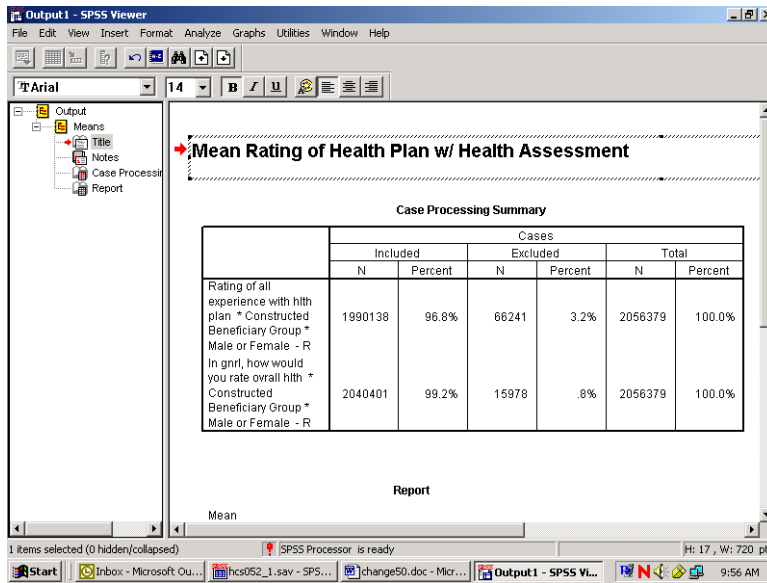 Output1 - SPSS Viewer
File Edit View Insert Format Analyze Graphs Utilities Window Help
Arial 14 B I U
Output
Means
Title
Notes
Case Processir
Report
Mean Rating of Health Plan w/ Health Assessment
Case Processing Summary
Cases
Included Excluded Total
N Percent N Percent N Percent
Rating of all
experience with hlth
plan * Constructed
Beneficiary Group *
Male or Female - R
1990138 96.8% 66241 3.2% 2056379 100.0%
In gnrl, how would
you rate ovrall hlth *
Constructed
Beneficiary Group *
Male or Female - R
2040401 99.2% 15978 .8% 2056379 100.0%
Report
Mean
1 items selected (0 hidden/collapsed) SPSS Processor is ready H: 17 , W: 720 pt
Start Inbox - Microsoft Ou... hcs052_1.sav - SPS... change50.doc - Micr... Output1 - SPSS Vi... 9:56 AM